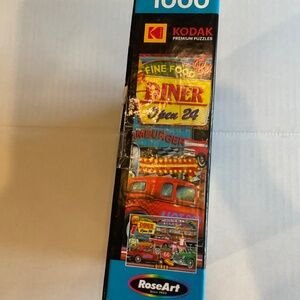 1000
KODAK
PREMIUM PUZZLES
FINE FOOD
DINER
Open 24
RoseArt